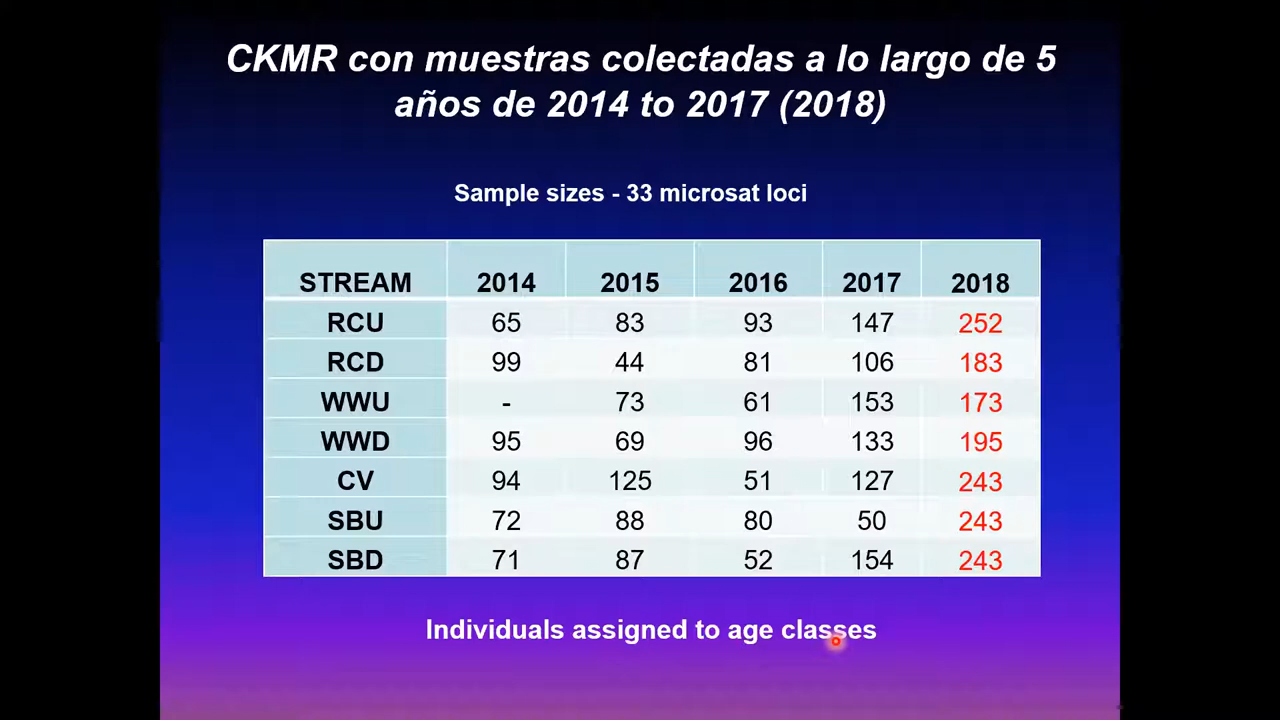 CKMR con muestras colectadas a lo largo de 5
años de 2014 to 2017 (2018)
Sample sizes - 33 microsat loci
STREAM 2014 2015 2016 2017 2018
RCU 65 83 93 147 252
RCD 99 44 81 106 183
WWU - 73 61 153 173
WWD 95 69 96 133 195
CV 94 125 51 127 243
SBU 72 88 80 50 243
SBD 71 87 52 154 243
Individuals assigned to age classes